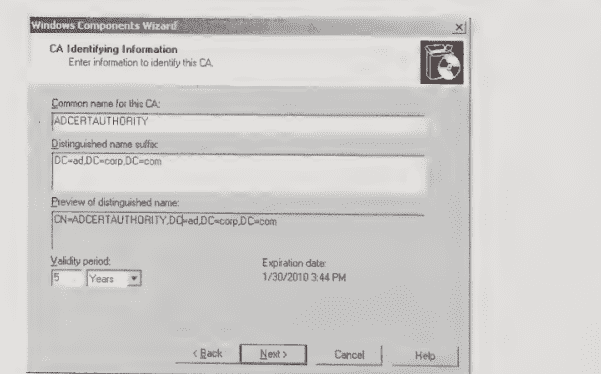 Windows Components Wizard
CA Identifying Information
Enter information to identify this CA.
Common name for this CA:
ADCERTAUTHORITY
Distinguished name suffix:
DC=ad,DC=corp,DC=com
Preview of distinguished name:
CN=ADCERTAUTHORITY,DC=ad,DC=corp,DC=com
Validity period:
Expiration date:
5 Years
1/30/2010 3:44 PM
< Back
Next >
Cancel
Help